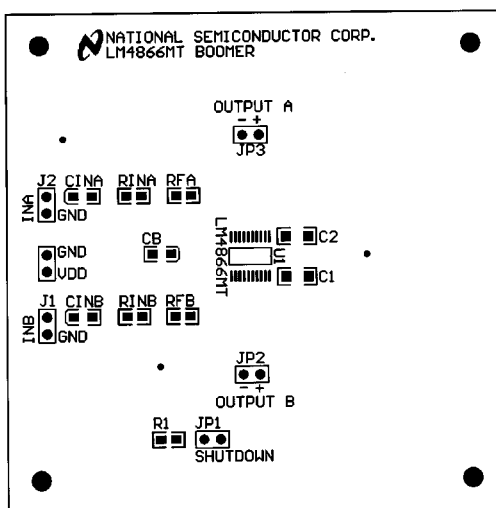 NATIONAL SEMICONDUCTOR CORP.
LM4866MT BOOMER
OUTPUT A
- +
JP3
J2 CINA RINA RFA
INA
GND
LM4866MT
U1
C2
CB
GND
VDD
C1
J1 CINB RINB RFB
INB
GND
JP2
- +
OUTPUT B
R1 JP1
SHUTDOWN